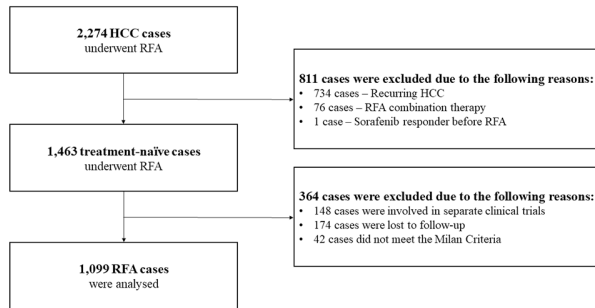 2,274 HCC cases
underwent RFA
811 cases were excluded due to the following reasons:
• 734 cases – Recurring HCC
• 76 cases – RFA combination therapy
• 1 case – Sorafenib responder before RFA
1,463 treatment-naïve cases
underwent RFA
364 cases were excluded due to the following reasons:
• 148 cases were involved in separate clinical trials
• 174 cases were lost to follow-up
• 42 cases did not meet the Milan Criteria
1,099 RFA cases
were analysed